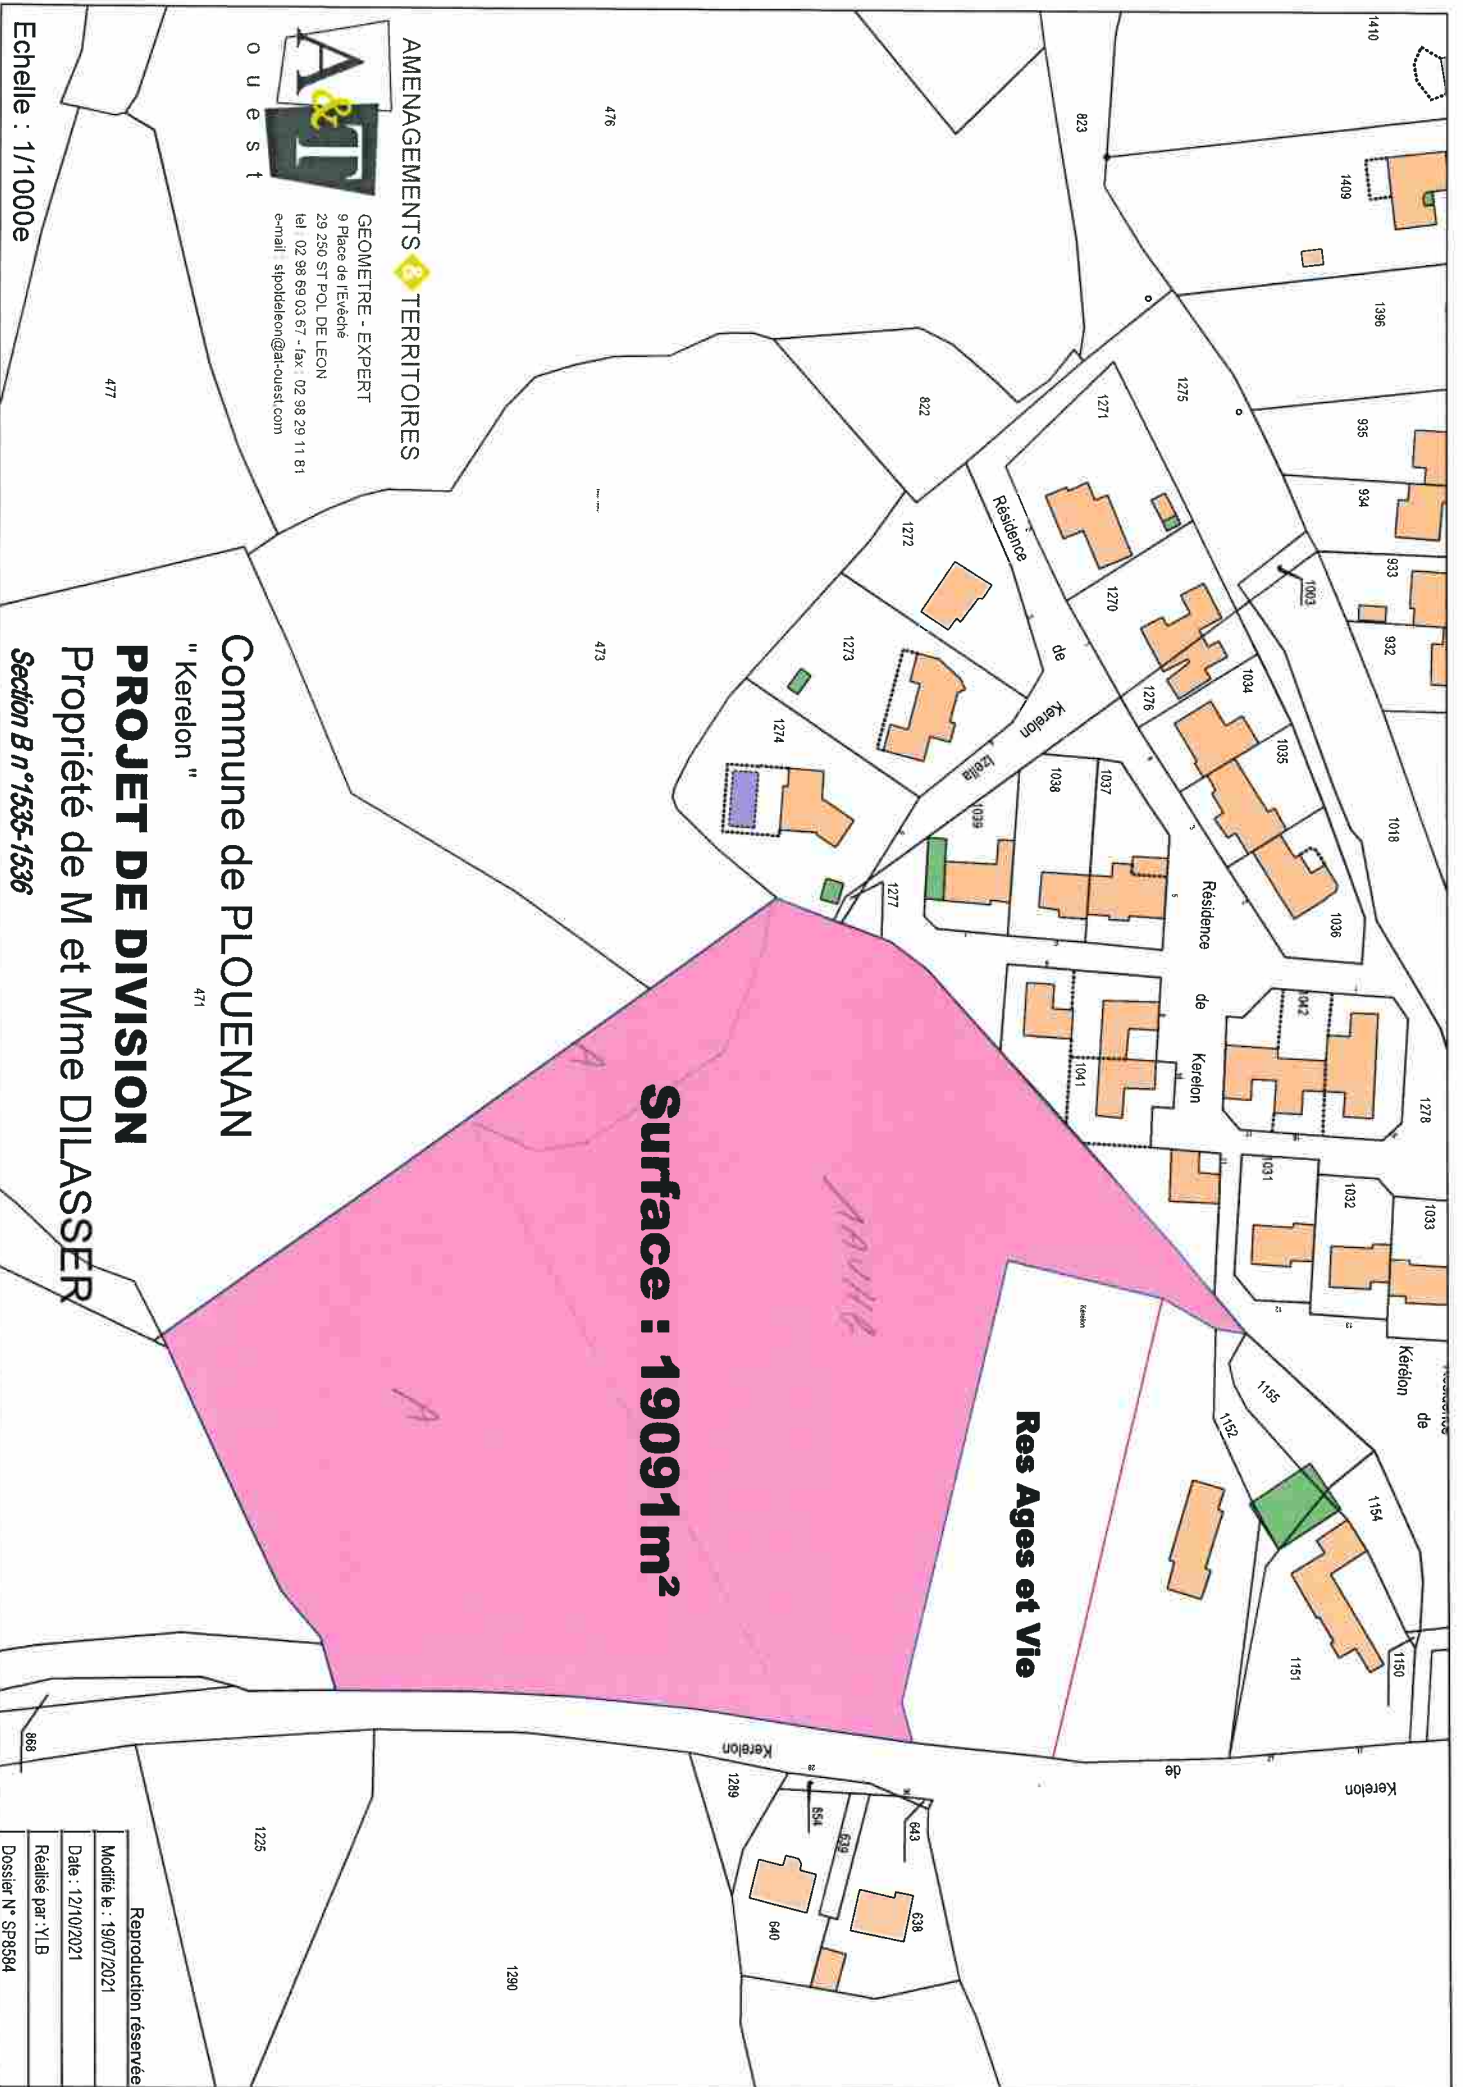 AMENAGEMENTS & TERRITOIRES
A&T
ouest
GEOMETRE - EXPERT
9 Place de l'Evêché
29 250 ST POL DE LEON
tel : 02 98 69 03 67 - fax : 02 98 29 11 81
e-mail : stpoldeleon@at-ouest.com
Echelle : 1/1000e
Commune de PLOUENAN
" Kerelon "
PROJET DE DIVISION
Propriété de M et Mme DILASSER
Section B n°1535-1536
Surface : 19091m²
Res Ages et Vie
Kérelon
1AUHB
A
A
1410
1409
1396
935
934
933
932
1018
823
476
1275
1271
822
1003
1270
1034
1276
1035
1036
1272
1273
1274
473
477
471
Résidence
de
Kerelon
Izella
1037
1038
1039
1277
Résidence
de
Kerelon
1042
1041
1278
1031
1032
1033
Kérélon
de
1155
1152
1154
1150
1151
Kerelon
de
Kerelon
1289
854
639
643
638
640
1290
1225
868
Reproduction réservée
Modifié le : 19/07/2021
Date : 12/10/2021
Réalisé par : YLB
Dossier N° SP8584